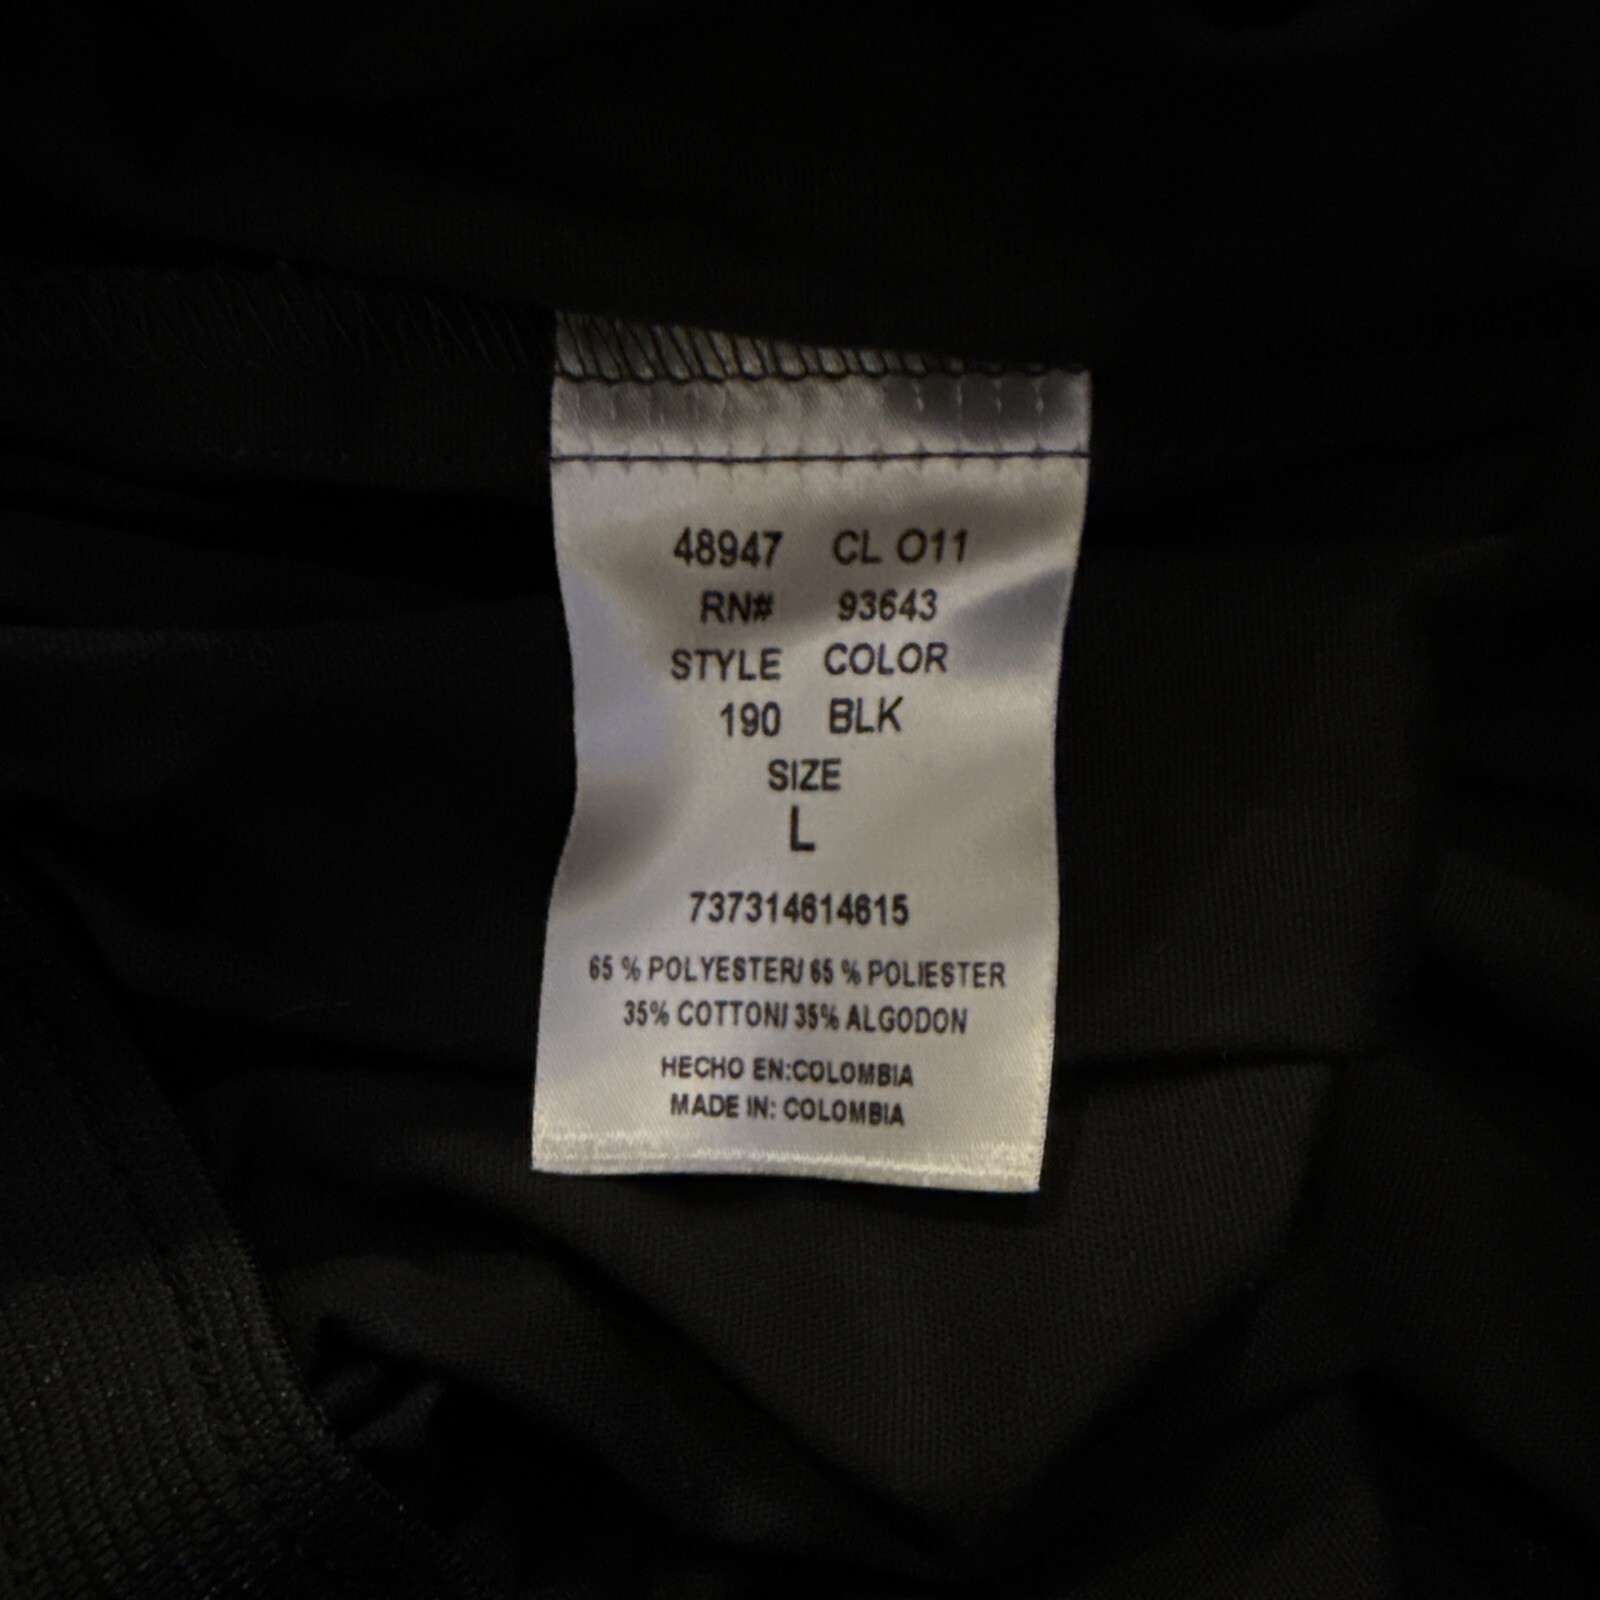 48947 CL O11
RN# 93643
STYLE COLOR
190 BLK
SIZE
L
737314614615
65 % POLYESTER/ 65 % POLIESTER
35% COTTON/ 35% ALGODON
HECHO EN:COLOMBIA
MADE IN: COLOMBIA